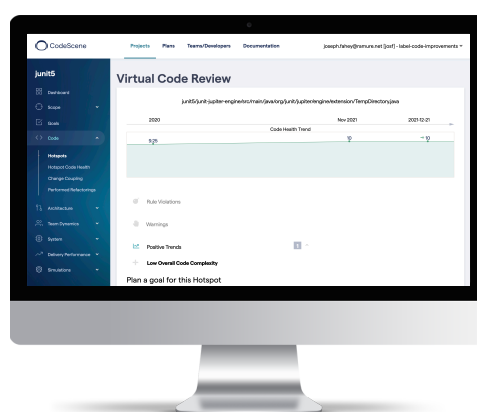 CodeScene
Projects Plans Teams/Developers Documentation
joseph.fahey@ramure.net [josf] - label-code-improvements
junit5
Dashboard
Scope
Goals
Code
Hotspots
Hotspot Code Health
Change Coupling
Performed Refactorings
Architecture
Team Dynamics
System
Delivery Performance
Simulations
Virtual Code Review
junit5/junit-jupiter-engine/src/main/java/org/junit/jupiter/engine/extension/TempDirectory.java
2020 Nov 2021 2021-12-21
Code Health Trend
9.25 10 → 10
Rule Violations
Warnings
Positive Trends 1
Low Overall Code Complexity
Plan a goal for this Hotspot